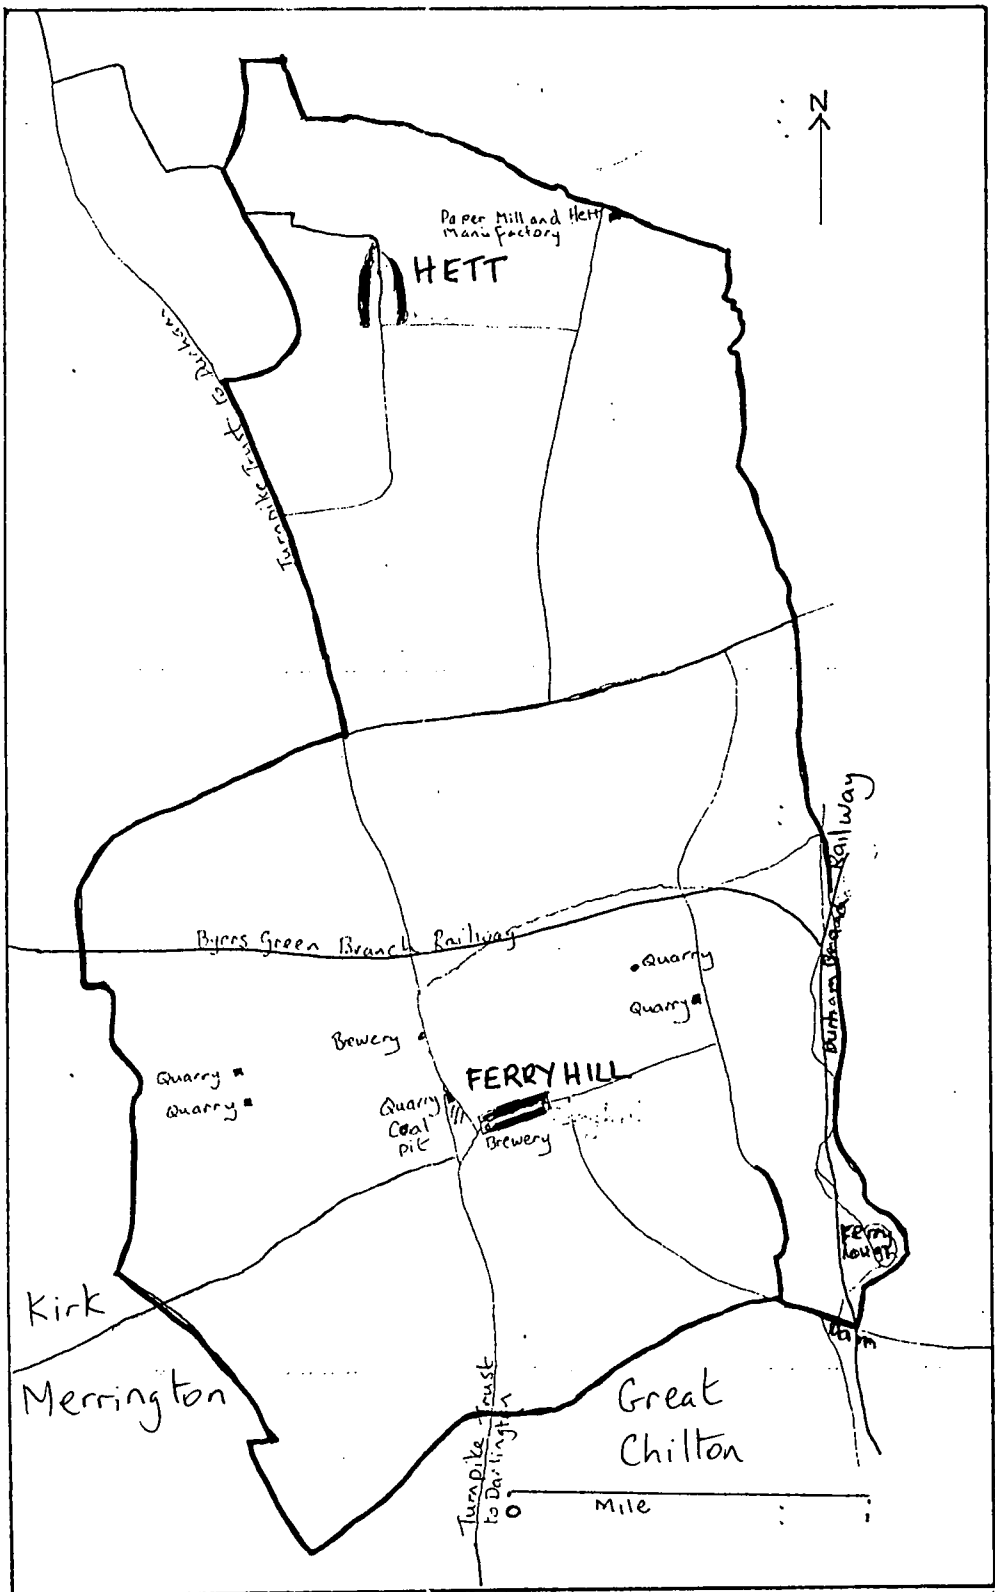 N
Paper Mill and Hett
Manufactory
HETT
Turnpike Trust to Durham
Durham Branch Railway
Byers Green Branch Railway
Quarry
Quarry
Brewery
FERRYHILL
Quarry
Quarry
Quarry
Coal
pit
Brewery
Ferry
Kirk
Merrington
Dam
Great
Chilton
Turnpike Trust
to Darlington
0
Mile
1